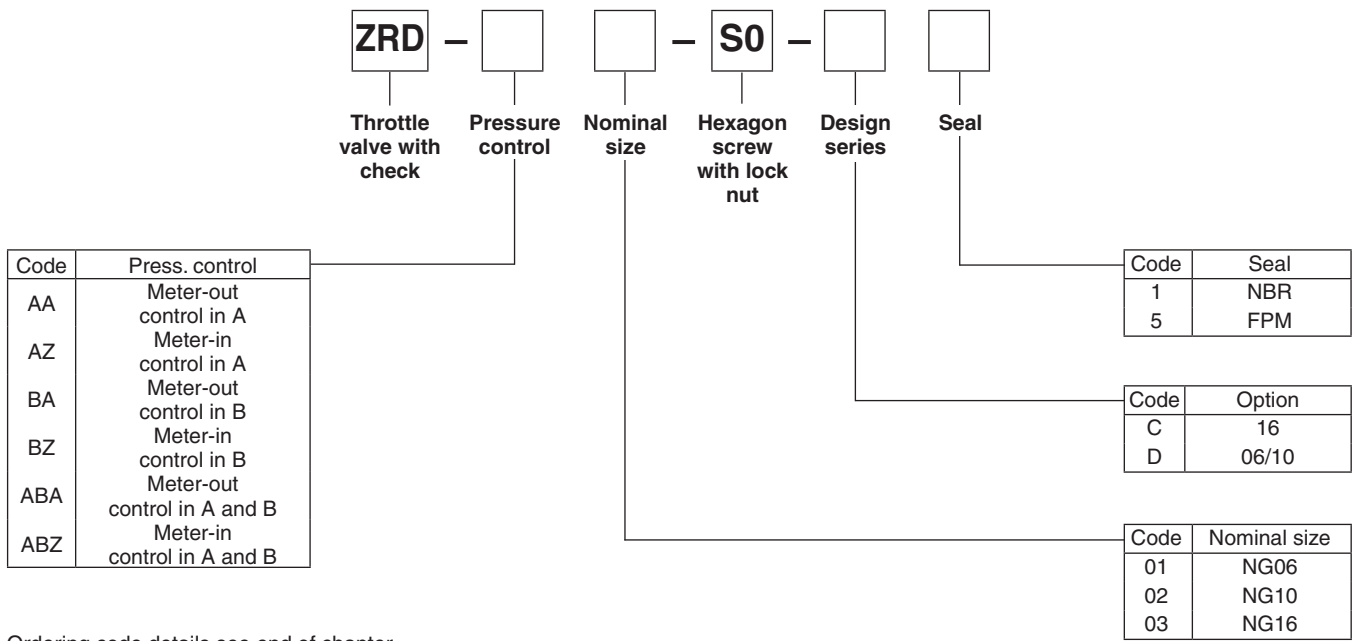 ZRD – – S0 –
Throttle valve with check
Pressure control
Nominal size
Hexagon screw with lock nut
Design series
Seal
Code Press. control
AA Meter-out control in A
AZ Meter-in control in A
BA Meter-out control in B
BZ Meter-in control in B
ABA Meter-out control in A and B
ABZ Meter-in control in A and B
Code Seal
1 NBR
5 FPM
Code Option
C 16
D 06/10
Code Nominal size
01 NG06
02 NG10
03 NG16
Ordering code details see end of chapter